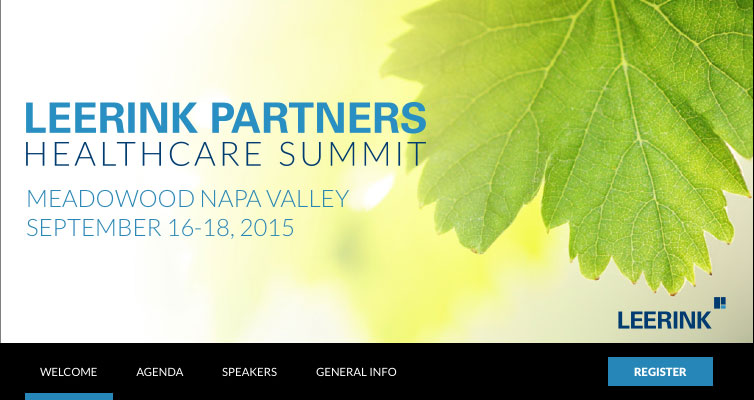 LEERINK PARTNERS
HEALTHCARE SUMMIT
MEADOWOOD NAPA VALLEY
SEPTEMBER 16-18, 2015
LEERINK
WELCOME AGENDA SPEAKERS GENERAL INFO REGISTER